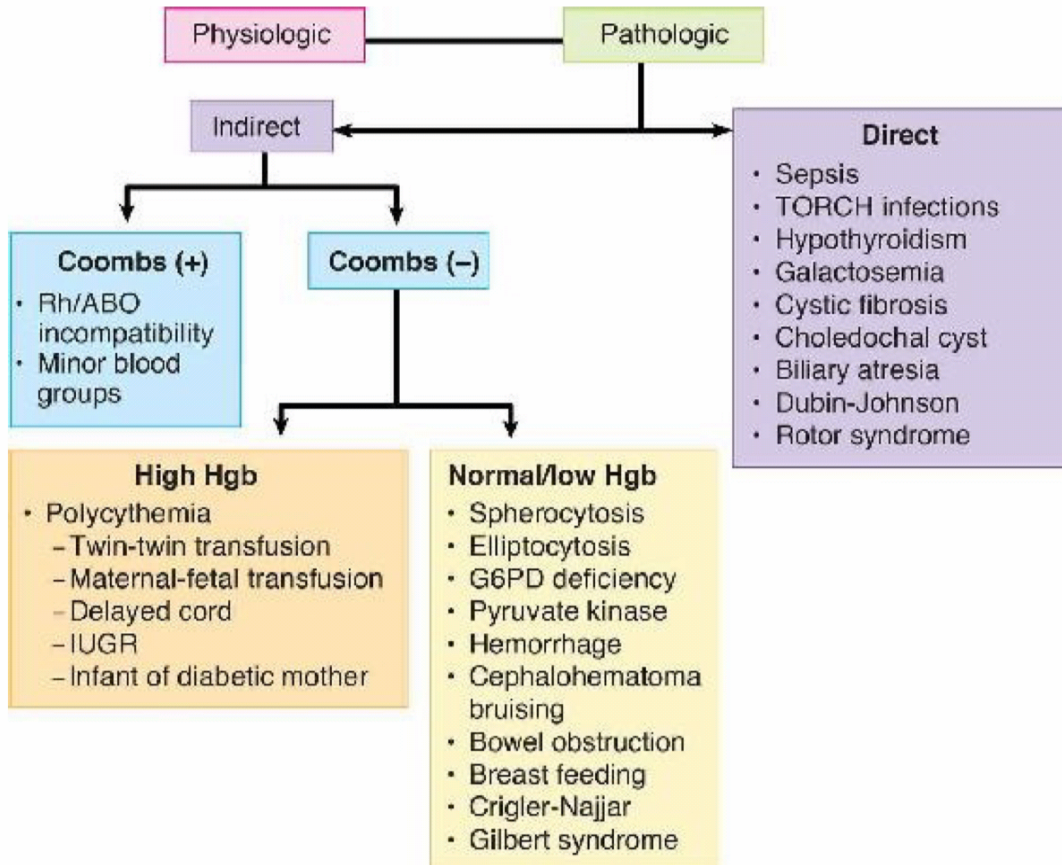 Physiologic
Pathologic
Indirect
Direct
• Sepsis
• TORCH infections
• Hypothyroidism
• Galactosemia
• Cystic fibrosis
• Choledochal cyst
• Biliary atresia
• Dubin-Johnson
• Rotor syndrome
Coombs (+)
• Rh/ABO
incompatibility
• Minor blood
groups
Coombs (–)
High Hgb
• Polycythemia
– Twin-twin transfusion
– Maternal-fetal transfusion
– Delayed cord
– IUGR
– Infant of diabetic mother
Normal/low Hgb
• Spherocytosis
• Elliptocytosis
• G6PD deficiency
• Pyruvate kinase
• Hemorrhage
• Cephalohematoma
bruising
• Bowel obstruction
• Breast feeding
• Crigler-Najjar
• Gilbert syndrome